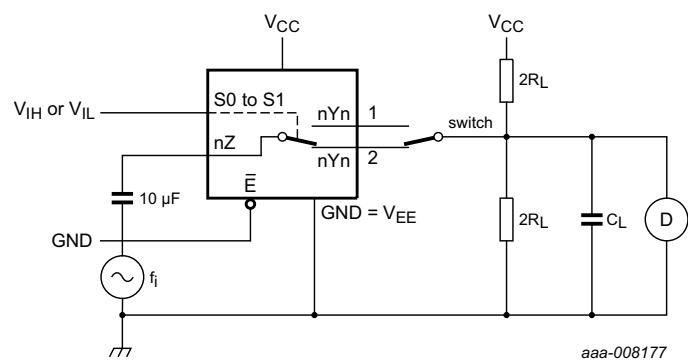 VCC
VCC
2RL
VIH or VIL
S0 to S1
nYn
1
switch
nZ
nYn
2
10 µF
E̅
GND = VEE
2RL
CL
D
GND
fi
aaa-008177